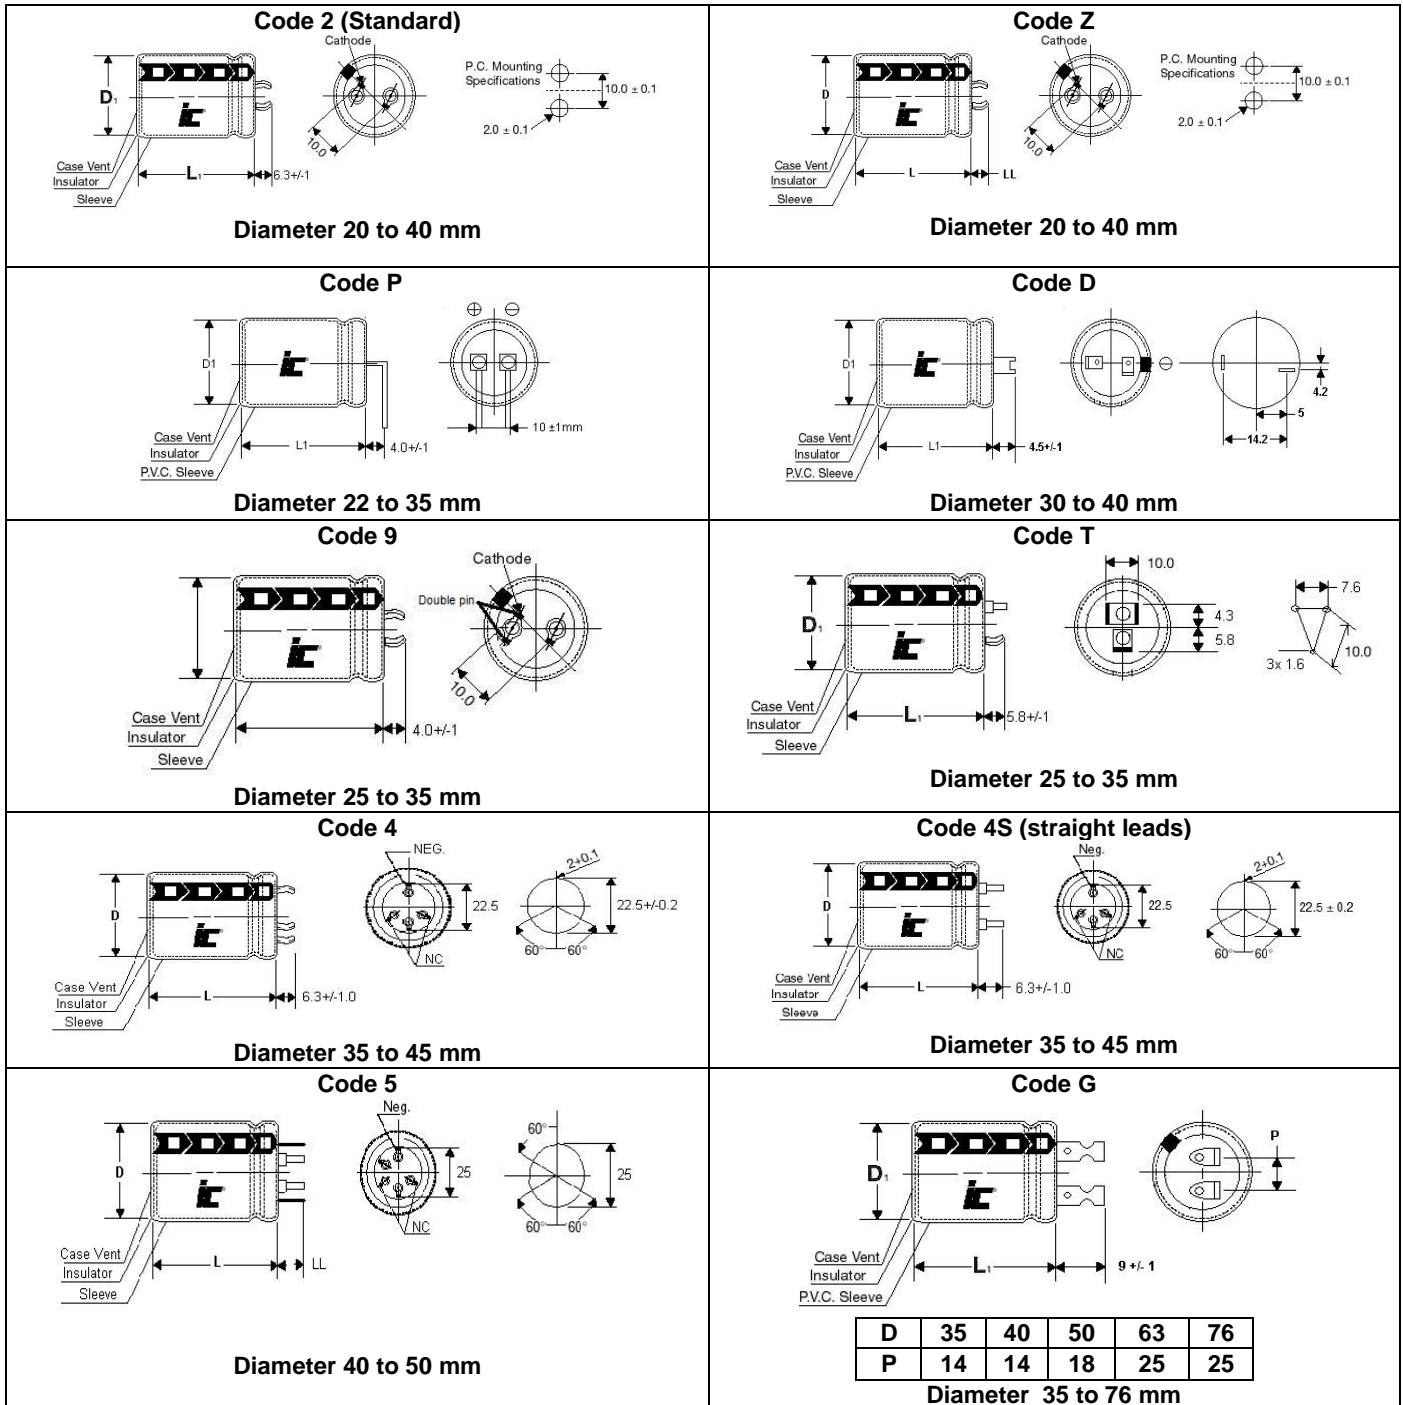 Code 2 (Standard)
Cathode
P.C. Mounting
Specifications
10.0 ± 0.1
2.0 ± 0.1
D1
10.0
Case Vent
Insulator
Sleeve
L1
6.3+/-1
iC
Diameter 20 to 40 mm
Code Z
Cathode
P.C. Mounting
Specifications
10.0 ± 0.1
2.0 ± 0.1
D
10.0
Case Vent
Insulator
Sleeve
L
LL
iC
Diameter 20 to 40 mm
Code P
D1
iC
Case Vent
Insulator
P.V.C. Sleeve
L1
4.0+/-1
10 ±1mm
Diameter 22 to 35 mm
Code D
D1
iC
Case Vent
Insulator
P.V.C. Sleeve
L1
4.5+/-1
4.2
5
14.2
Diameter 30 to 40 mm
Code 9
Cathode
Double pin
iC
10.0
Case Vent
Insulator
Sleeve
4.0+/-1
Diameter 25 to 35 mm
Code T
10.0
7.6
D1
4.3
5.8
10.0
3x 1.6
iC
Case Vent
Insulator
Sleeve
L1
5.8+/-1
Diameter 25 to 35 mm
Code 4
NEG.
2+0.1
D
22.5
22.5+/-0.2
iC
60° 60°
NC
Case Vent
Insulator
Sleeve
L
6.3+/-1.0
Diameter 35 to 45 mm
Code 4S (straight leads)
Neg.
2+0.1
D
22.5
22.5 ± 0.2
iC
60° 60°
NC
Case Vent
Insulator
Sleeve
L
6.3+/-1.0
Diameter 35 to 45 mm
Code 5
Neg.
60°
D
25
25
iC
NC
60° 60°
Case Vent
Insulator
Sleeve
L
LL
Diameter 40 to 50 mm
Code G
P
D1
iC
Case Vent
Insulator
P.V.C. Sleeve
L1
9 +/- 1
D 35 40 50 63 76
P 14 14 18 25 25
Diameter 35 to 76 mm